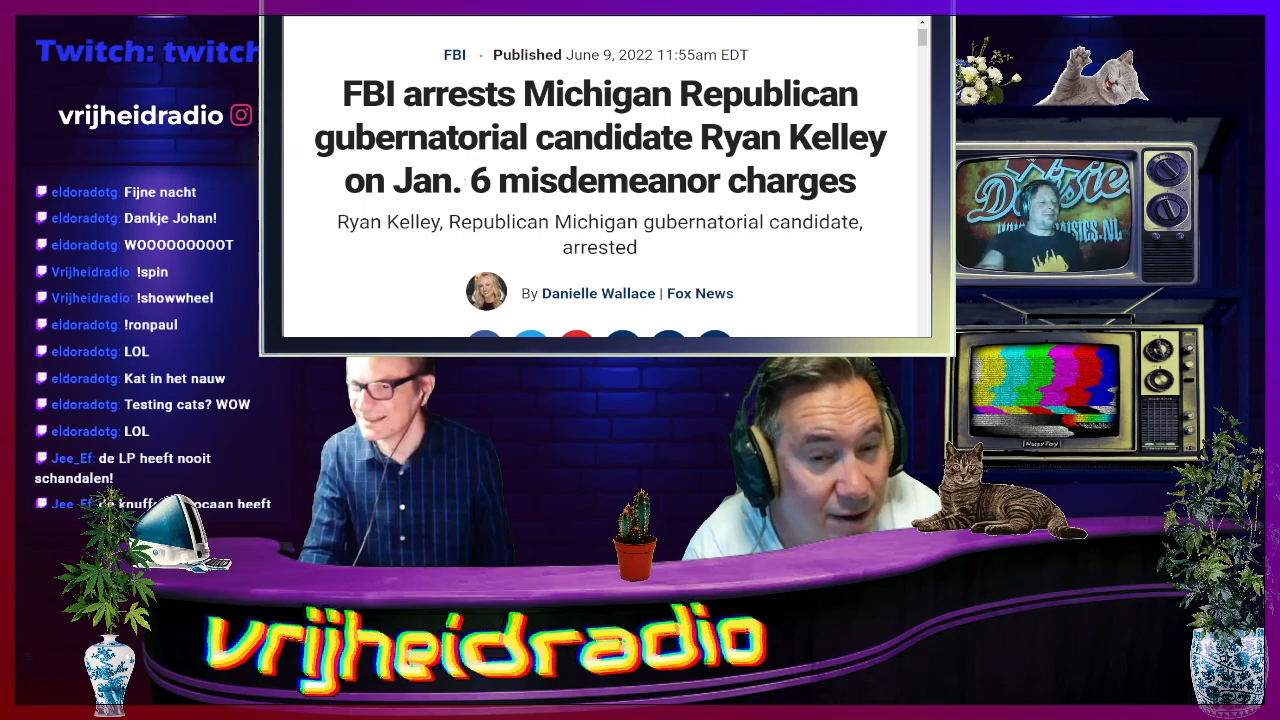 Twitch: twitch
vrijheidradio
eldoradotg: Fijne nacht
eldoradotg: Dankje Johan!
eldoradotg: WOOOOOOOOOT
Vrijheidradio !spin
Vrijheidradio !showwheel
eldoradotg: !ronpaul
eldoradotg: LOL
eldoradotg: Kat in het nauw
eldoradotg: Testing cats? WOW
eldoradotg: LOL
Jee_Ef: de LP heeft nooit
schandalen!
heeft
FBI · Published June 9, 2022 11:55am EDT
FBI arrests Michigan Republican
gubernatorial candidate Ryan Kelley
on Jan. 6 misdemeanor charges
Ryan Kelley, Republican Michigan gubernatorial candidate,
arrested
By Danielle Wallace | Fox News
vrijheidradio